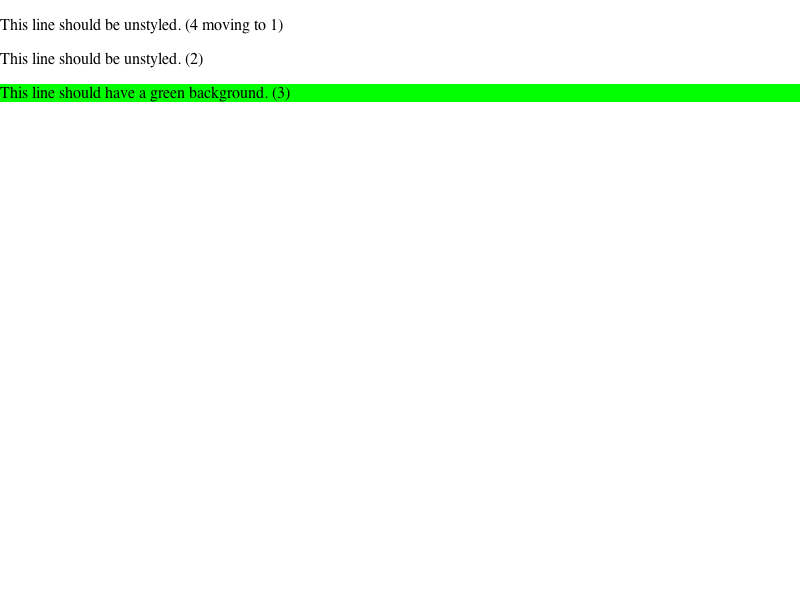 This line should be unstyled. (4 moving to 1)
This line should be unstyled. (2)
This line should have a green background. (3)